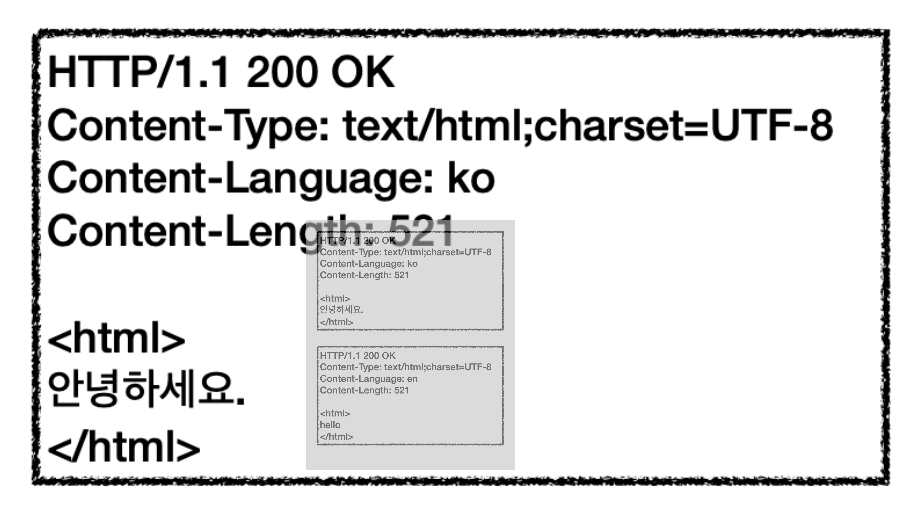 HTTP/1.1 200 OK
Content-Type: text/html;charset=UTF-8
Content-Language: ko
Content-Length: 521
<html>
안녕하세요.
</html>
HTTP/1.1 200 OK
Content-Type: text/html;charset=UTF-8
Content-Language: ko
Content-Length: 521
<html>
안녕하세요.
</html>
HTTP/1.1 200 OK
Content-Type: text/html;charset=UTF-8
Content-Language: en
Content-Length: 521
<html>
hello
</html>